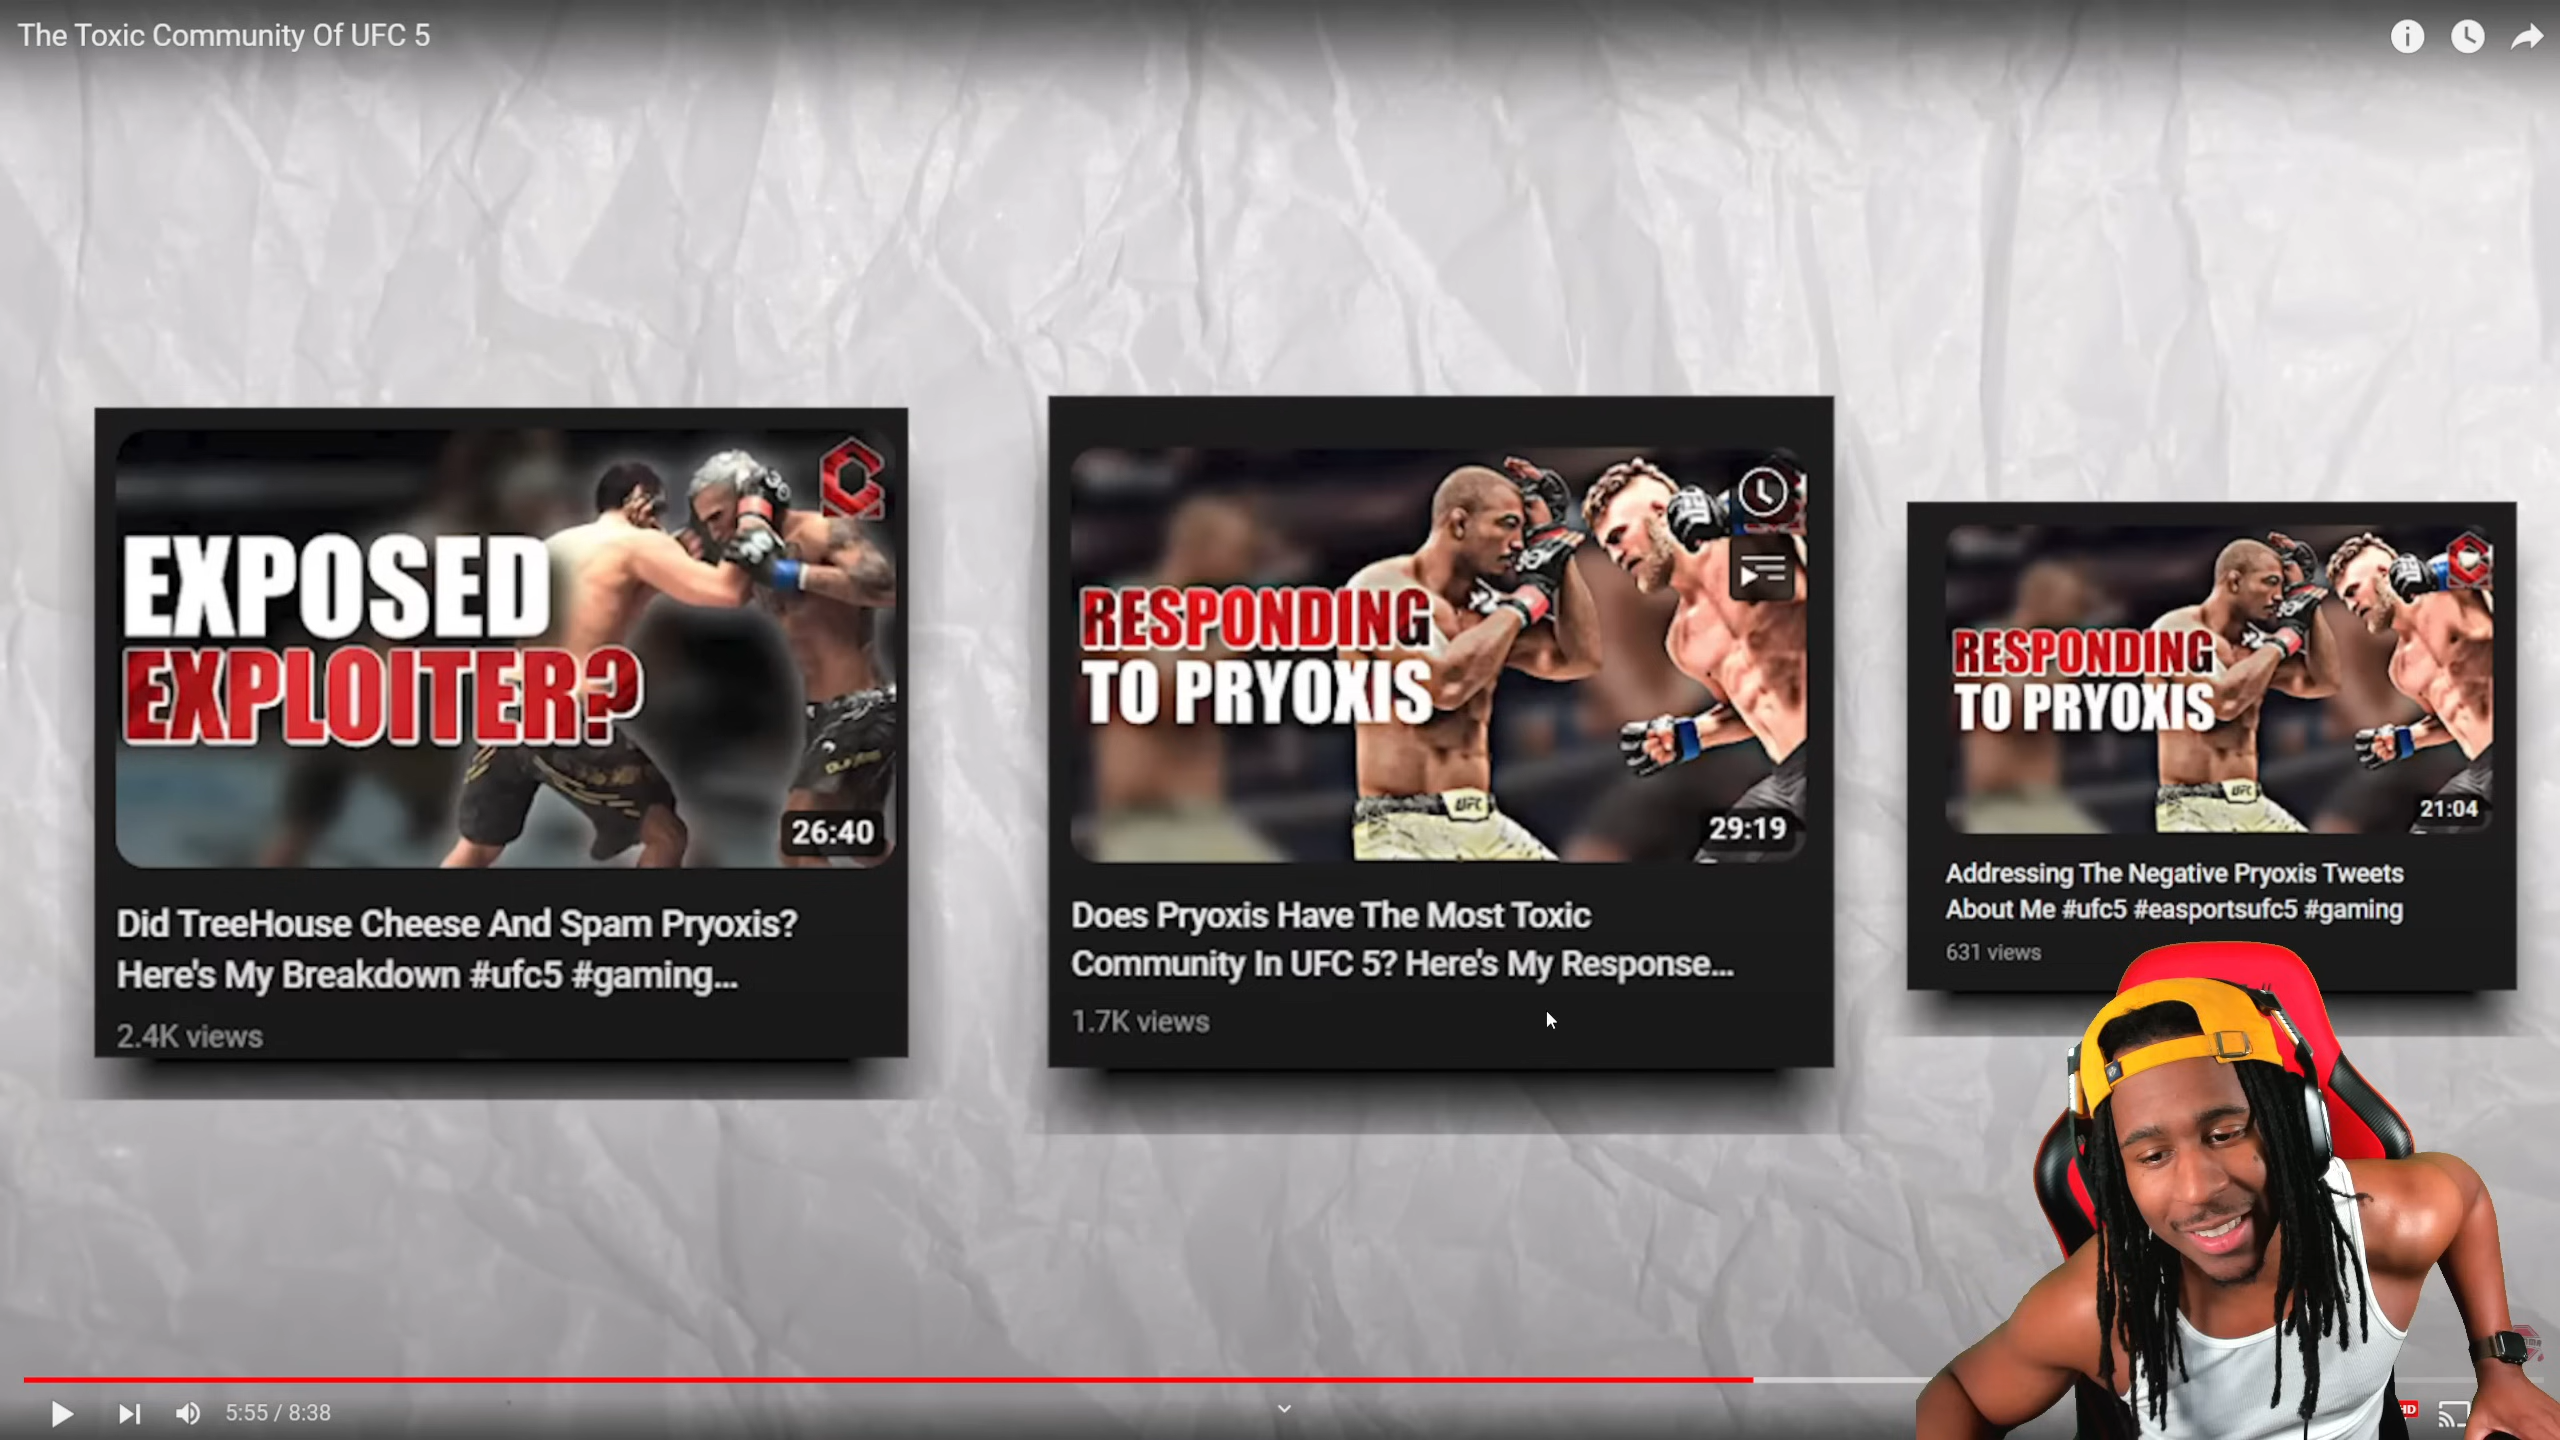 The Toxic Community Of UFC 5
EXPOSED
EXPLOITER?
26:40
Did TreeHouse Cheese And Spam Pryoxis?
Here's My Breakdown #ufc5 #gaming...
2.4K views
RESPONDING
TO PRYOXIS
UFC
29:19
Does Pryoxis Have The Most Toxic
Community In UFC 5? Here's My Response...
1.7K views
RESPONDING
TO PRYOXIS
UFC
21:04
Addressing The Negative Pryoxis Tweets
About Me #ufc5 #easportsufc5 #gaming
631 views
5:55 / 8:38
HD